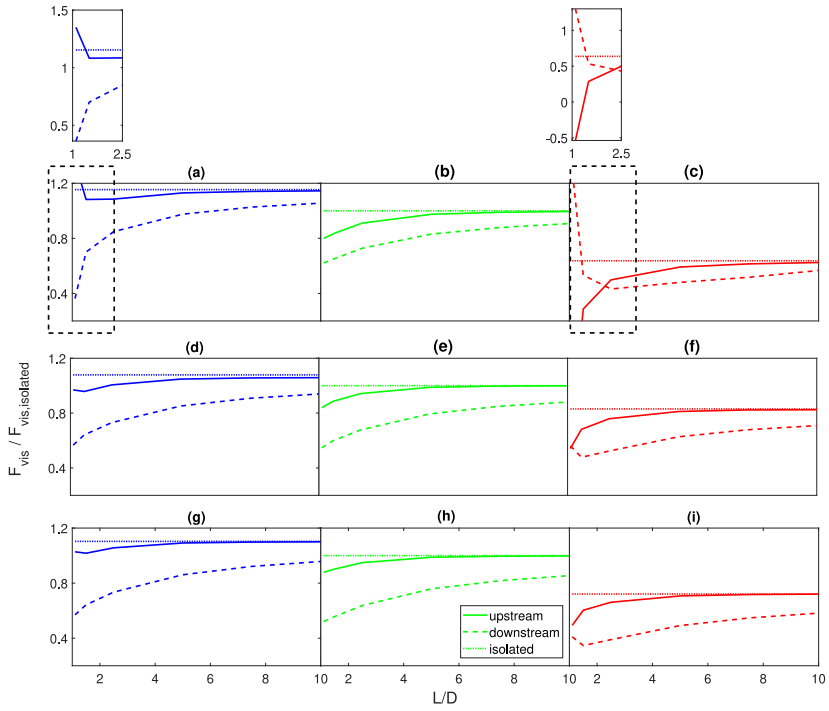 1.5
1
0.5
1 2.5
1
0.5
0
-0.5
1 2.5
(a) (b) (c)
1.2
0.8
0.4
(d) (e) (f)
1.2
0.8
0.4
F_vis / F_vis,isolated
(g) (h) (i)
1.2
0.8
0.4
upstream
downstream
isolated
2 4 6 8 10 2 4 6 8 10 2 4 6 8 10
L/D